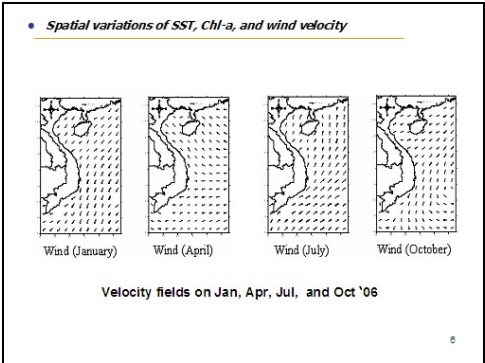 Spatial variations of SST, Chl-a, and wind velocity
Wind (January) Wind (April) Wind (July) Wind (October)
Velocity fields on Jan, Apr, Jul, and Oct '06
6